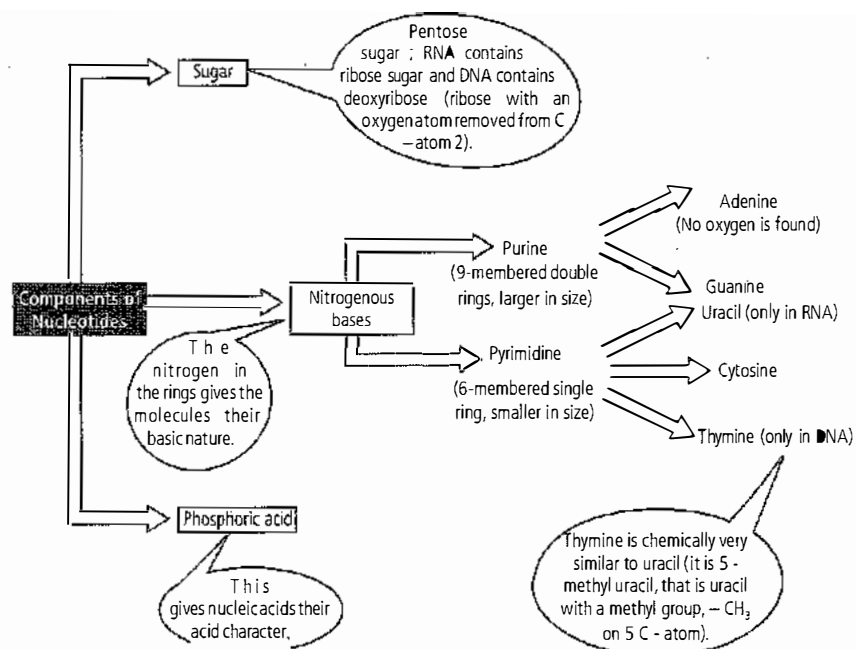 Pentose
sugar ; RNA contains
ribose sugar and DNA contains
deoxyribose (ribose with an
oxygen atom removed from C
– atom 2).
Sugar
Adenine
(No oxygen is found)
Purine
(9-membered double
rings, larger in size)
Guanine
Uracil (only in RNA)
Components of
Nucleotides
Nitrogenous
bases
The
nitrogen in
the rings gives the
molecules their
basic nature.
Pyrimidine
(6-membered single
ring, smaller in size)
Cytosine
Thymine (only in DNA)
Phosphoric acid
This
gives nucleic acids their
acid character.
Thymine is chemically very
similar to uracil (it is 5 -
methyl uracil, that is uracil
with a methyl group, – CH₃
on 5 C - atom).